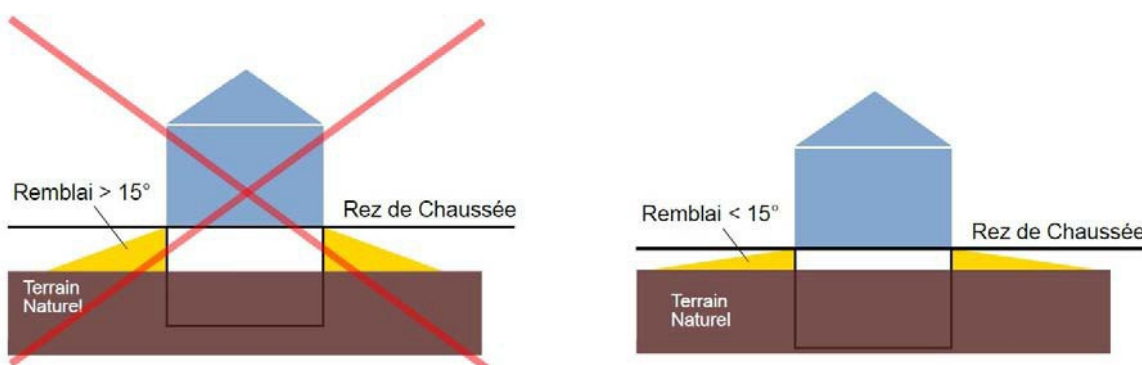 Remblai > 15°
Rez de Chaussée
Terrain
Naturel
Remblai < 15°
Rez de Chaussée
Terrain
Naturel